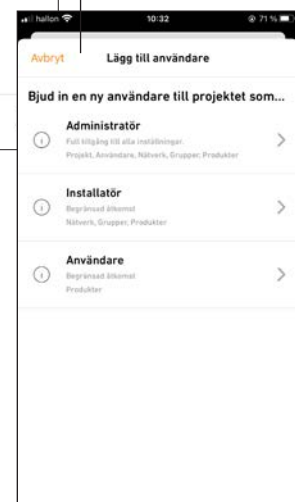 hallon 10:32 71 %
Avbryt Lägg till användare
Bjud in en ny användare till projektet som...
Administratör
Full tillgång till alla inställningar.
Projekt, Användare, Nätverk, Grupper, Produkter
Installatör
Begränsad åtkomst
Nätverk, Grupper, Produkter
Användare
Begränsad åtkomst
Produkter